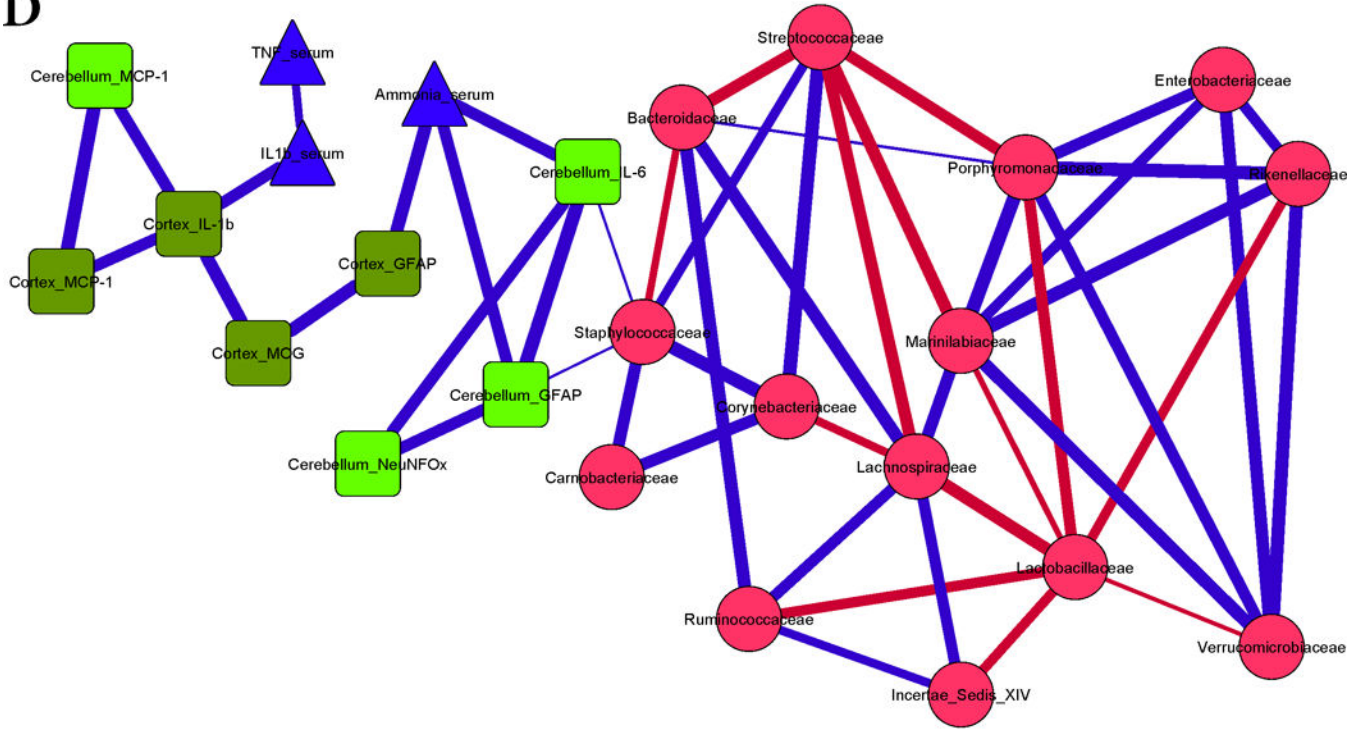 D
Streptococcaceae
TNF_serum
Cerebellum_MCP-1
Enterobacteriaceae
Ammonia_serum
Bacteroidaceae
IL1b_serum
Porphyromonadaceae
Cerebellum_IL-6
Rikenellaceae
Cortex_IL-1b
Cortex_GFAP
Cortex_MCP-1
Staphylococcaceae
Marinilabiaceae
Cortex_MOG
Cerebellum_GFAP
Corynebacteriaceae
Cerebellum_NeuNFOx
Lachnospiraceae
Carnobacteriaceae
Lactobacillaceae
Ruminococcaceae
Verrucomicrobiaceae
Incertae_Sedis_XIV